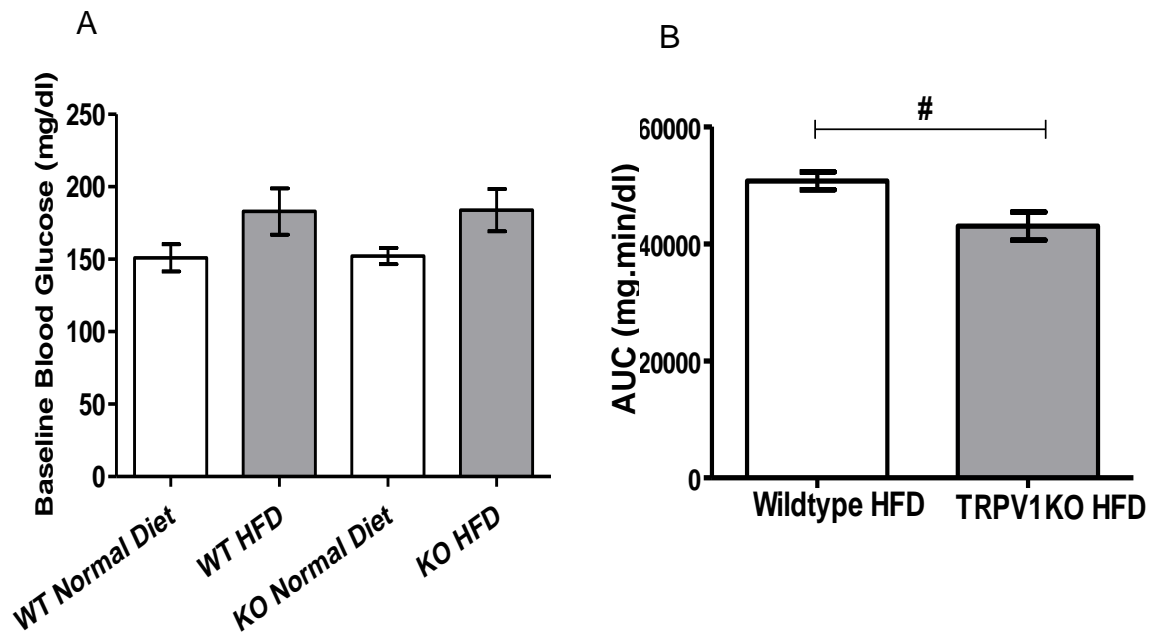 A
Baseline Blood Glucose (mg/dl)
250
200
150
100
50
0
WT Normal Diet
WT HFD
KO Normal Diet
KO HFD
B
#
AUC (mg.min/dl)
60000
40000
20000
0
Wildtype HFD
TRPV1KO HFD